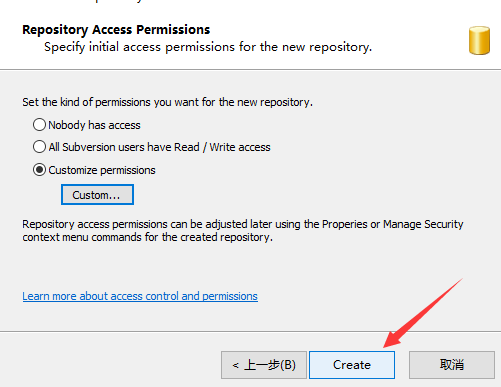 Repository Access Permissions
Specify initial access permissions for the new repository.
Set the kind of permissions you want for the new repository.
Nobody has access
All Subversion users have Read / Write access
Customize permissions
Custom...
Repository access permissions can be adjusted later using the Properies or Manage Security
context menu commands for the created repository.
Learn more about access control and permissions
< 上一步(B) Create 取消